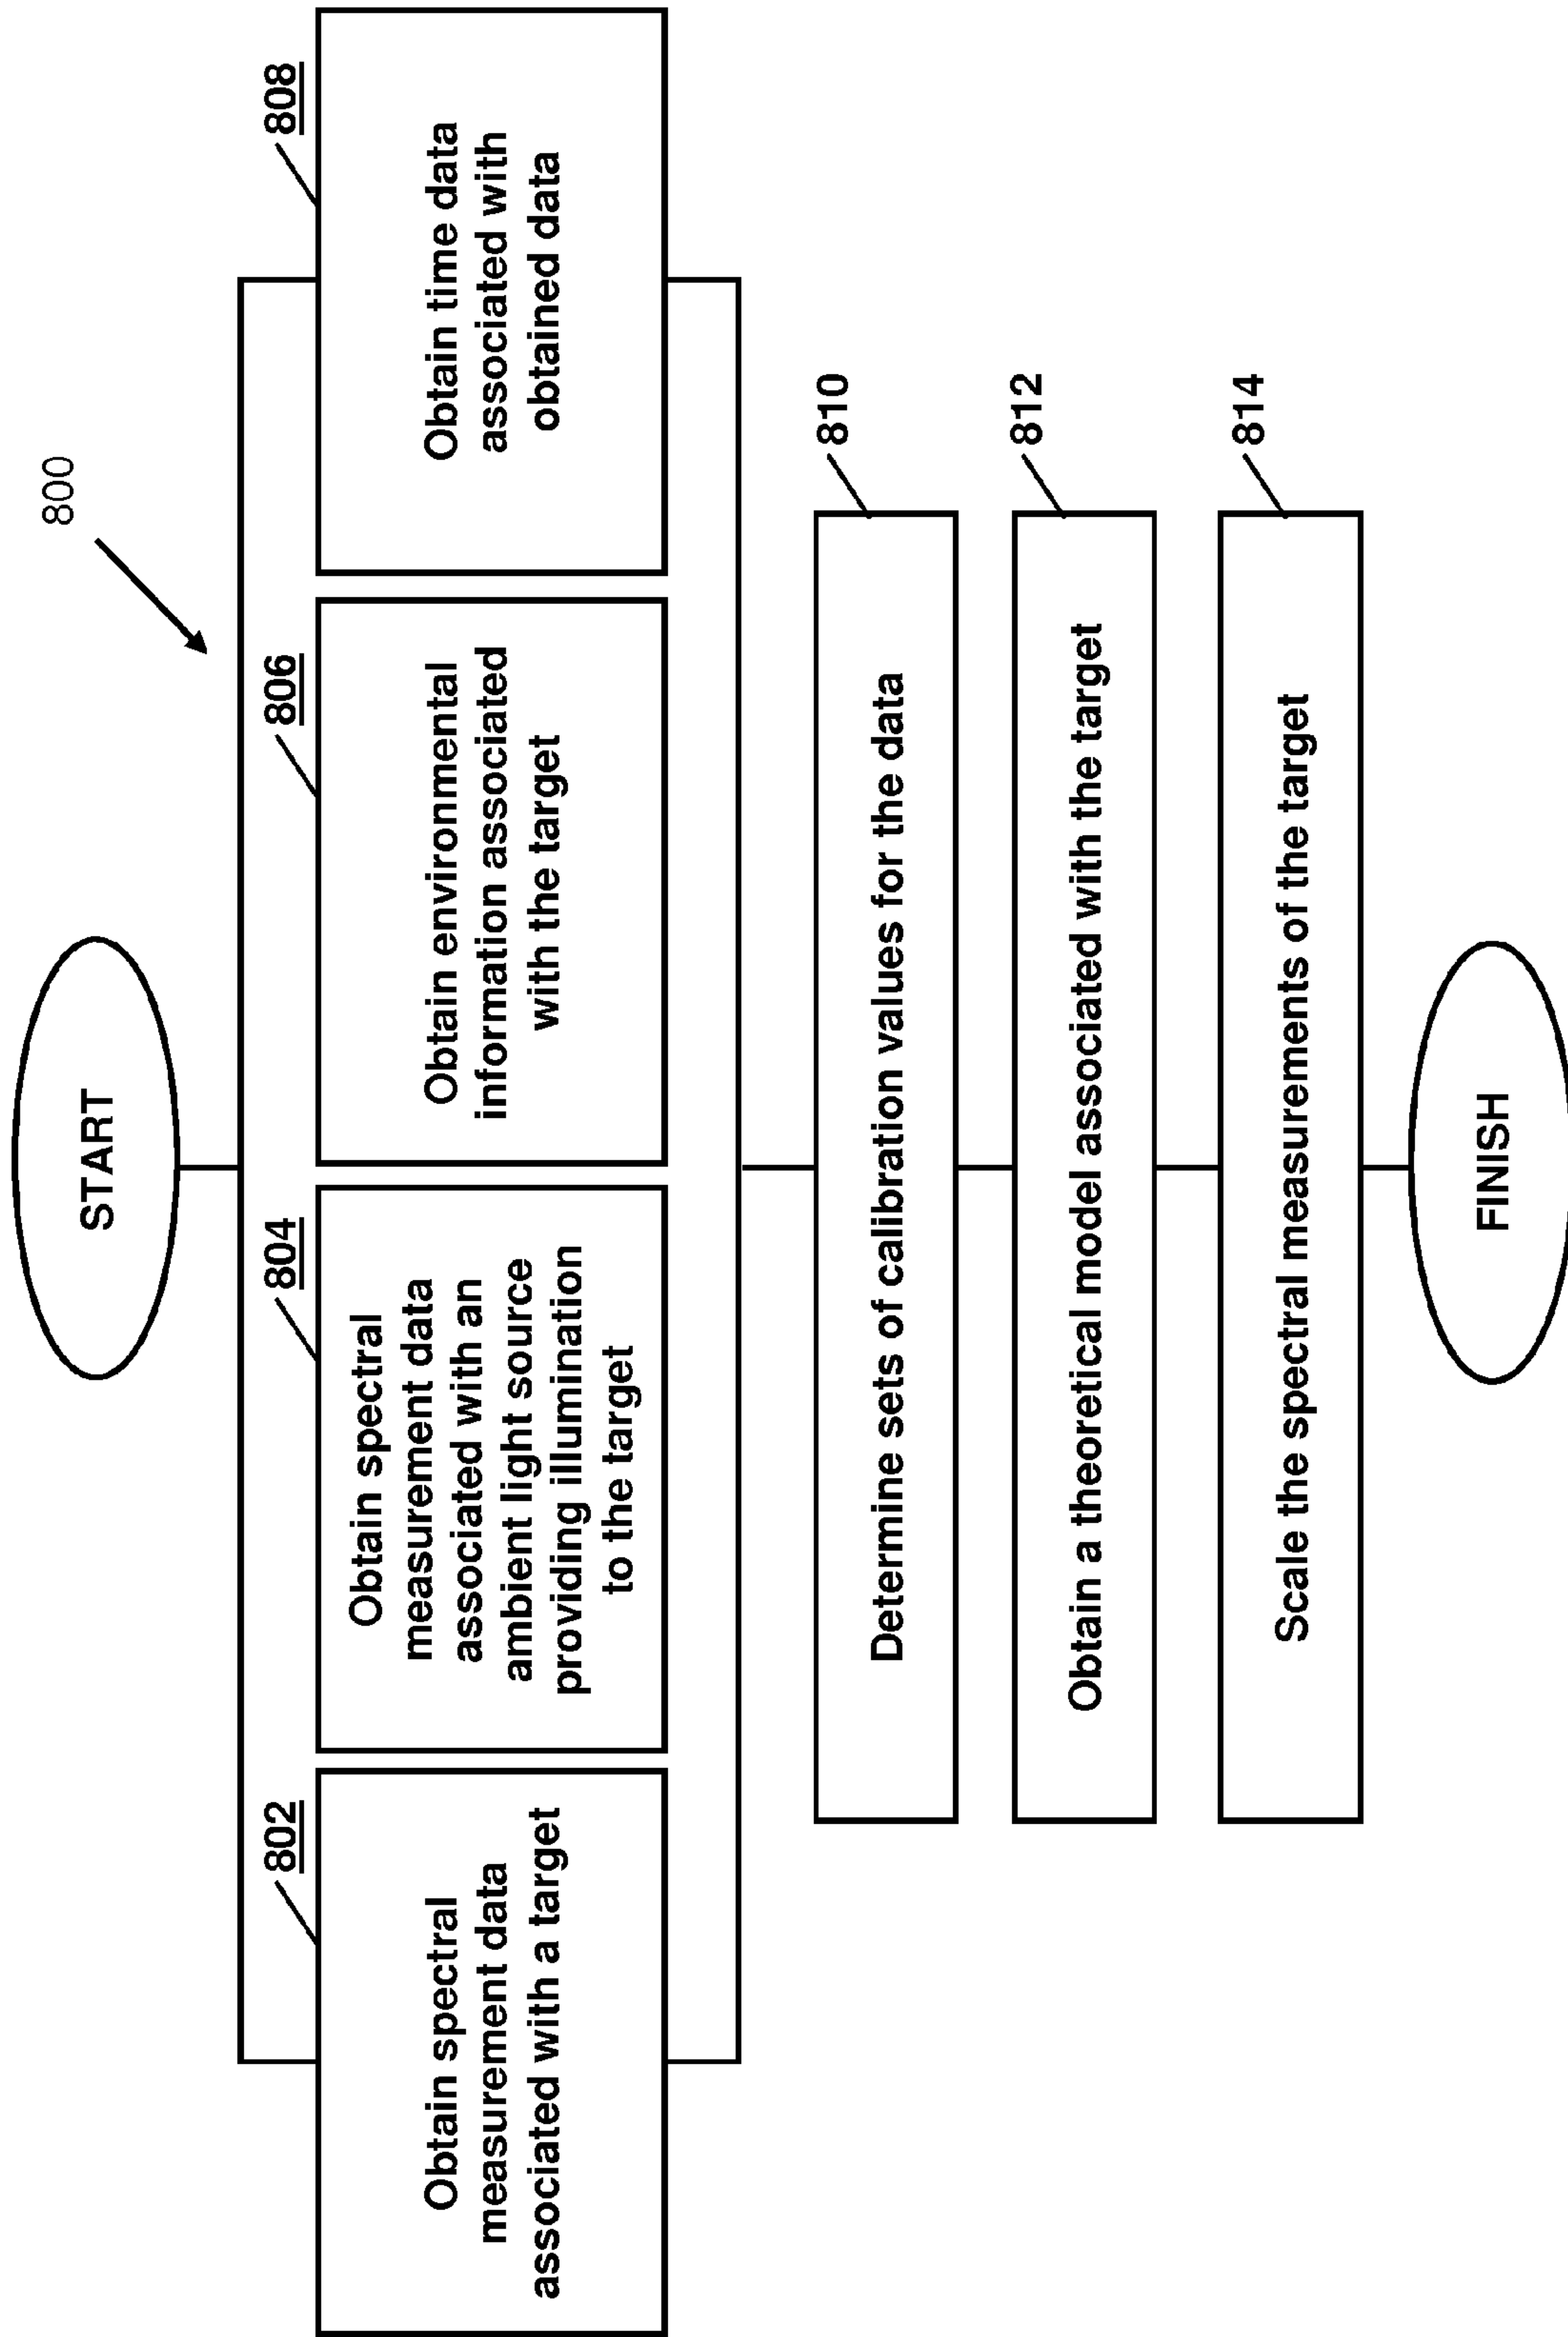 800
START
802
Obtain spectral
measurement data
associated with a target
804
Obtain spectral
measurement data
associated with an
ambient light source
providing illumination
to the target
806
Obtain environmental
information associated
with the target
808
Obtain time data
associated with
obtained data
810
Determine sets of calibration values for the data
812
Obtain a theoretical model associated with the target
814
Scale the spectral measurements of the target
FINISH